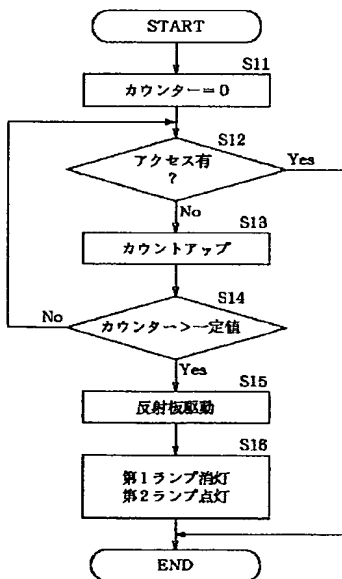 START
S11
カウンター＝0
S12
アクセス有
?
Yes
No
S13
カウントアップ
S14
No
カウンター＞一定値
Yes
S15
反射板駆動
S16
第1ランプ消灯
第2ランプ点灯
END